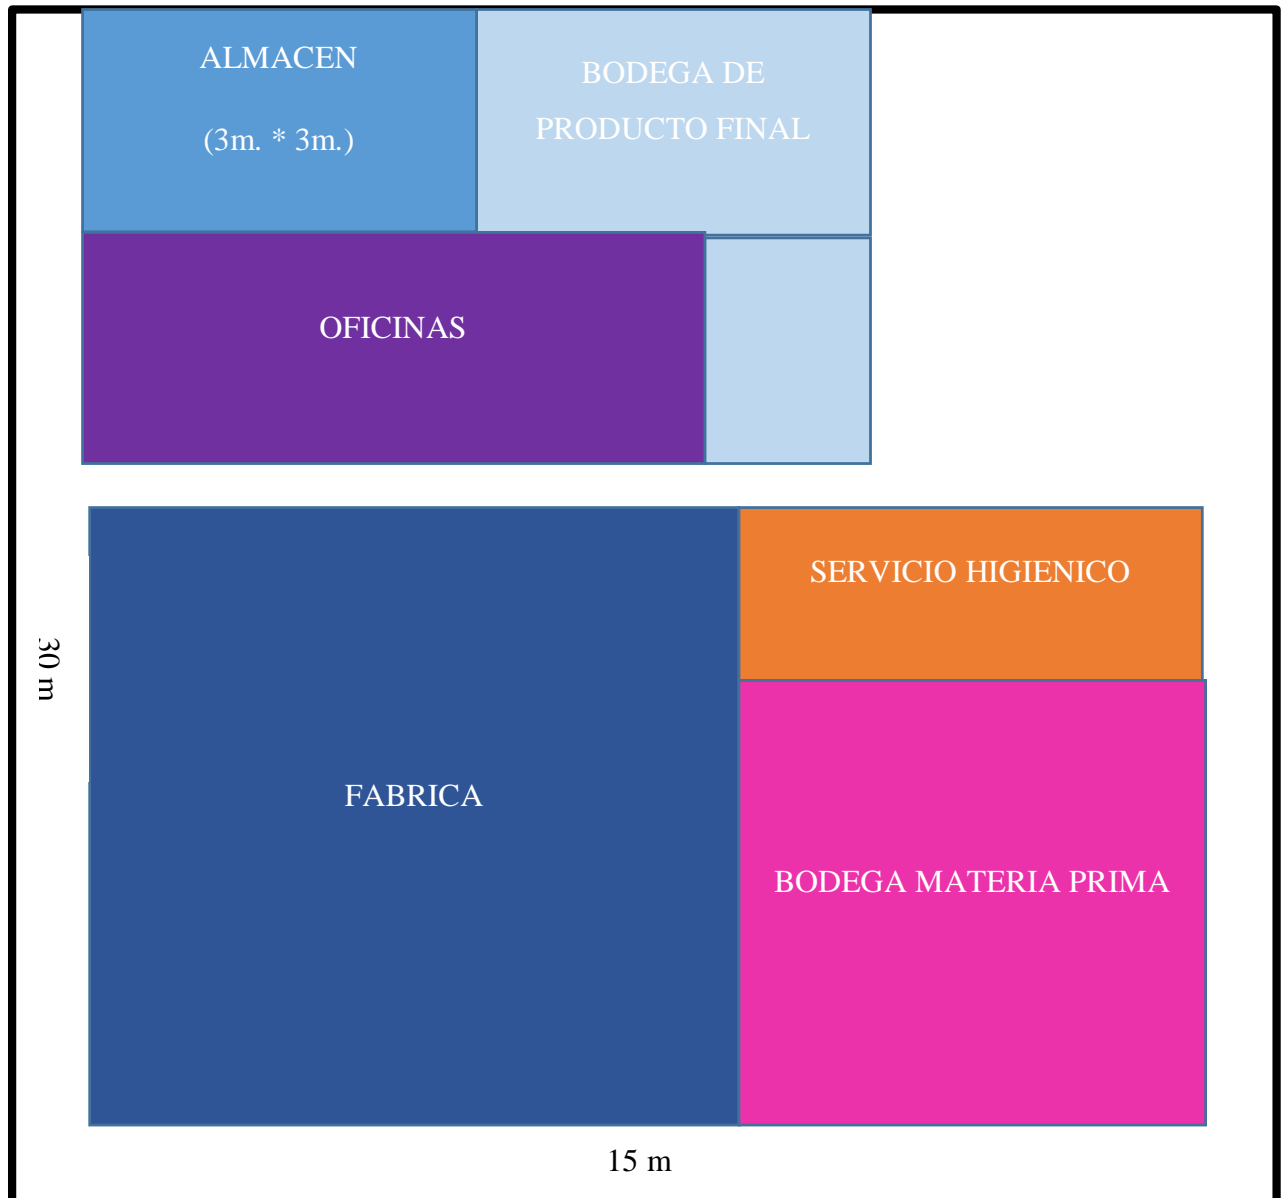 ALMACEN
(3m. * 3m.)
BODEGA DE
PRODUCTO FINAL
OFICINAS
SERVICIO HIGIENICO
30 m
FABRICA
BODEGA MATERIA PRIMA
15 m